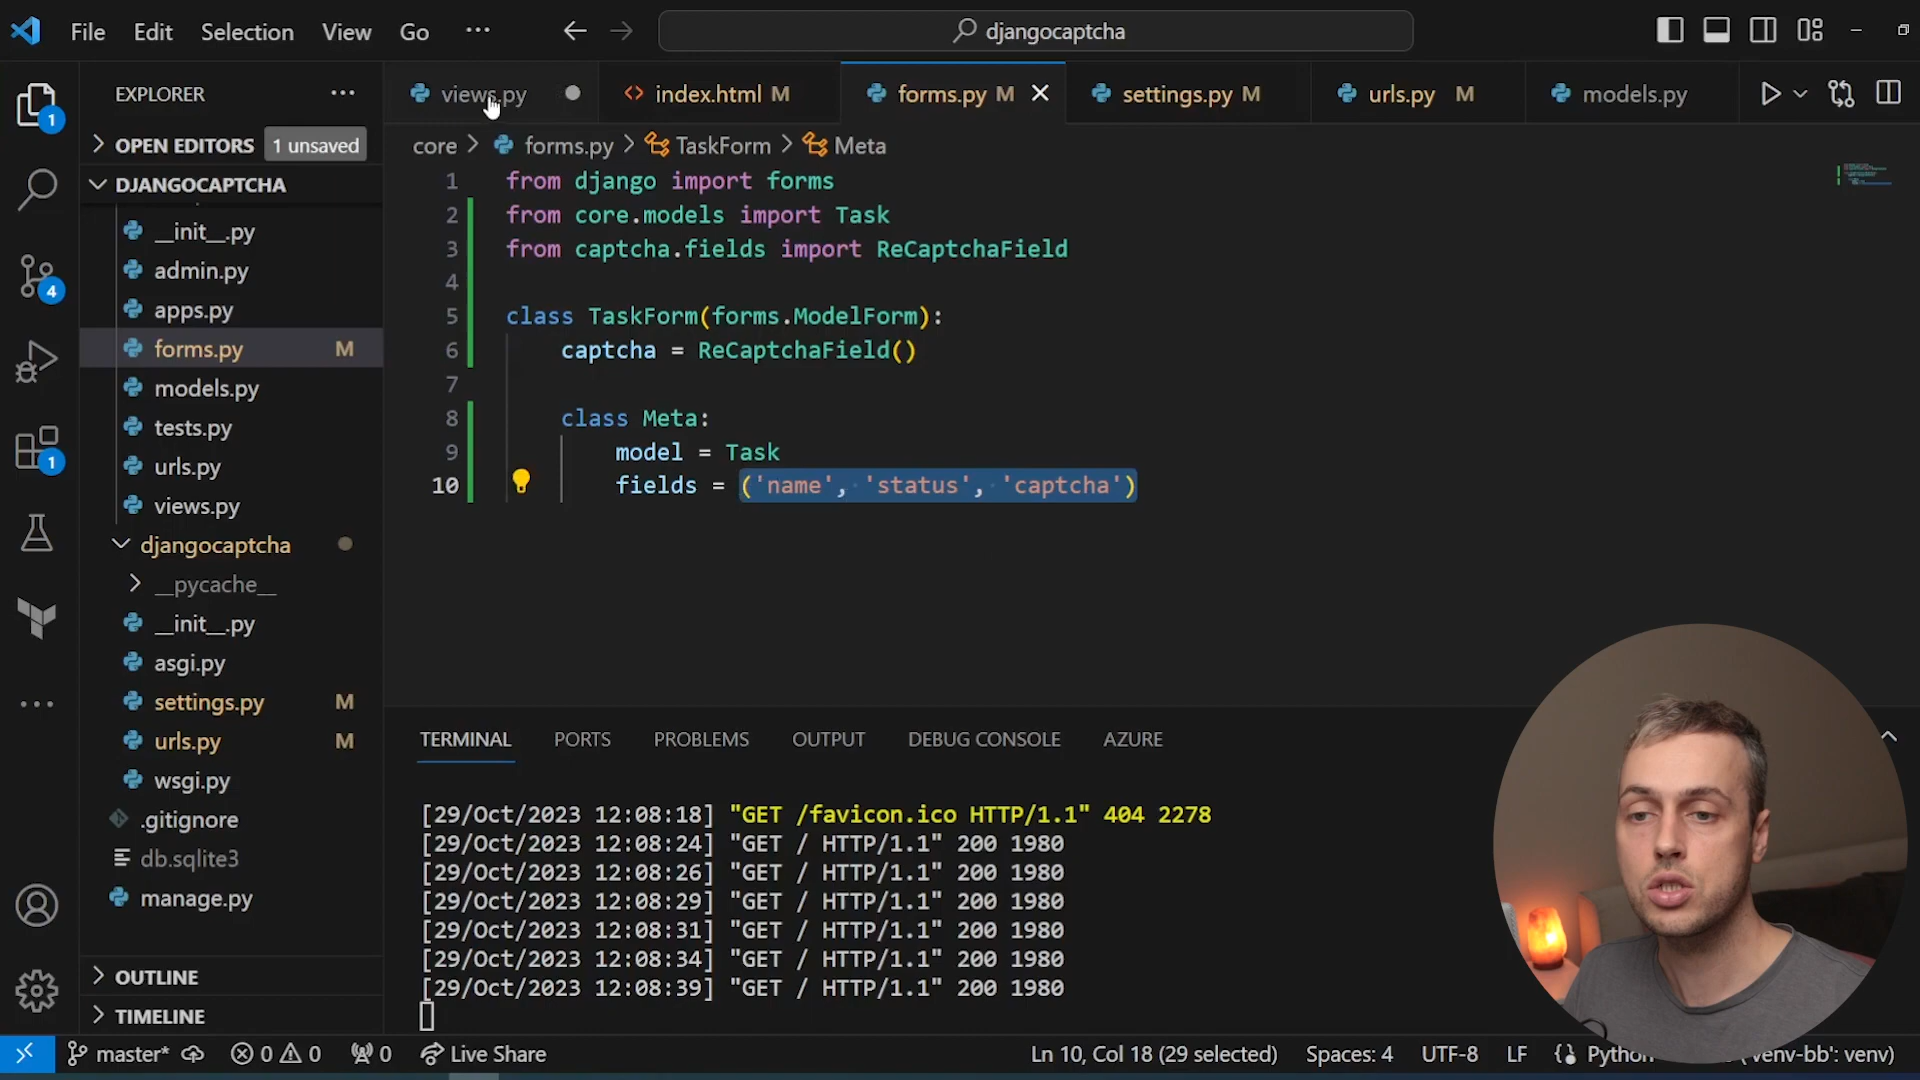 File Edit Selection View Go ··· djangocaptcha
EXPLORER ···
views.py index.html M forms.py M settings.py M urls.py M models.py
OPEN EDITORS 1 unsaved
core > forms.py > TaskForm > Meta
DJANGOCAPTCHA
__init__.py
admin.py
apps.py
forms.py M
models.py
tests.py
urls.py
views.py
djangocaptcha
__pycache__
__init__.py
asgi.py
settings.py M
urls.py M
wsgi.py
.gitignore
db.sqlite3
manage.py
OUTLINE
TIMELINE
1
4
1
1 from django import forms
2 from core.models import Task
3 from captcha.fields import ReCaptchaField
4
5 class TaskForm(forms.ModelForm):
6 captcha = ReCaptchaField()
7
8 class Meta:
9 model = Task
10 fields = ('name', 'status', 'captcha')
TERMINAL PORTS PROBLEMS OUTPUT DEBUG CONSOLE AZURE
[29/Oct/2023 12:08:18] "GET /favicon.ico HTTP/1.1" 404 2278
[29/Oct/2023 12:08:24] "GET / HTTP/1.1" 200 1980
[29/Oct/2023 12:08:26] "GET / HTTP/1.1" 200 1980
[29/Oct/2023 12:08:29] "GET / HTTP/1.1" 200 1980
[29/Oct/2023 12:08:31] "GET / HTTP/1.1" 200 1980
[29/Oct/2023 12:08:34] "GET / HTTP/1.1" 200 1980
[29/Oct/2023 12:08:39] "GET / HTTP/1.1" 200 1980
master* 0 0 0 Live Share Ln 10, Col 18 (29 selected) Spaces: 4 UTF-8 LF {} Python ('venv-bb': venv)